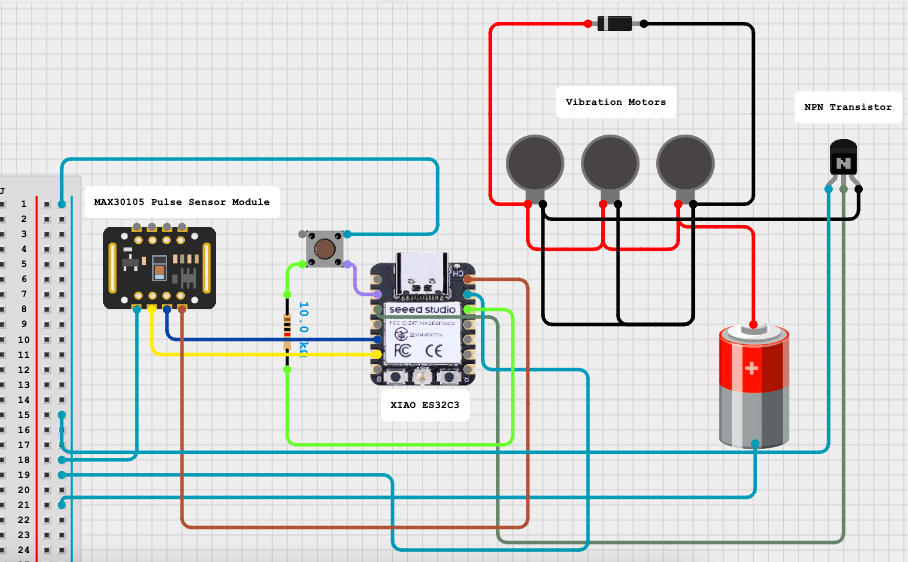 Vibration Motors
NPN Transistor
J
MAX30105 Pulse Sensor Module
1
2
3
4
5
6
7
8
9
10
11
12
13
14
15
16
17
18
19
20
21
22
23
24
10.0 kΩ
seeed studio
FCC
CE
XIAO ES32C3
N
+